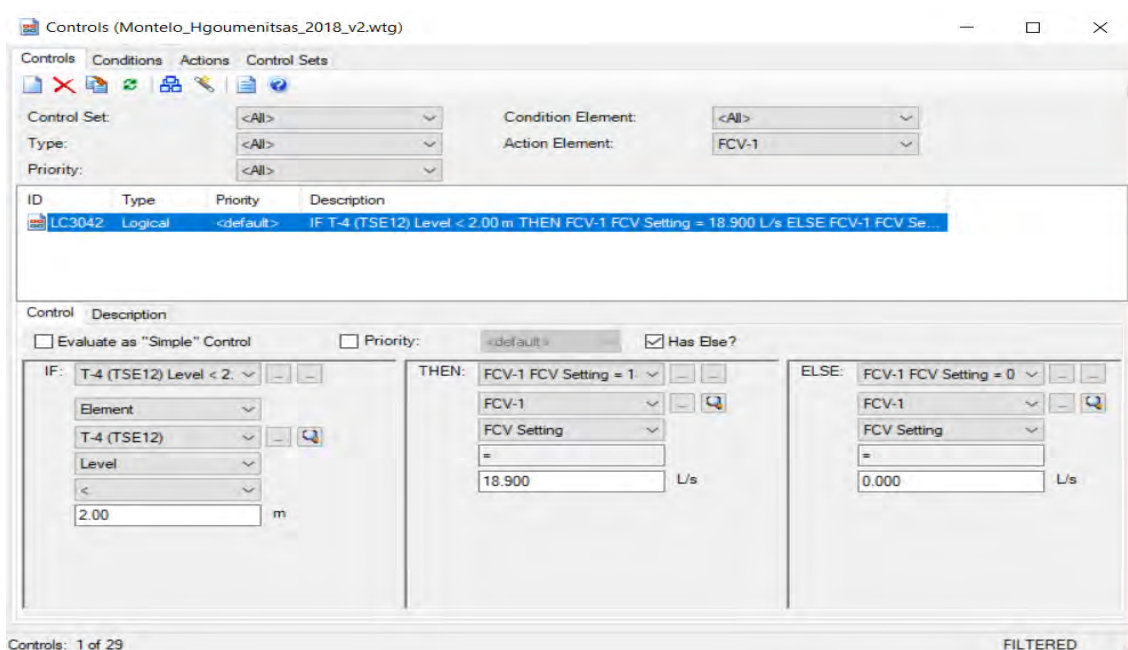 Controls (Montelo_Hgoumenitsas_2018_v2.wtg)
Controls Conditions Actions Control Sets
Control Set: <All> Condition Element: <All>
Type: <All> Action Element: FCV-1
Priority: <All>
ID Type Priority Description
LC3042 Logical <default> IF T-4 (TSE12) Level < 2.00 m THEN FCV-1 FCV Setting = 18.900 L/s ELSE FCV-1 FCV Se...
Control Description
Evaluate as "Simple" Control Priority: <default> Has Else?
IF: T-4 (TSE12) Level < 2. ... ... THEN: FCV-1 FCV Setting = 1 ... ... ELSE: FCV-1 FCV Setting = 0 ... ...
Element FCV-1 ... FCV-1 ...
T-4 (TSE12) ... FCV Setting FCV Setting
Level = =
< 18.900 L/s 0.000 L/s
2.00 m
Controls: 1 of 29 FILTERED